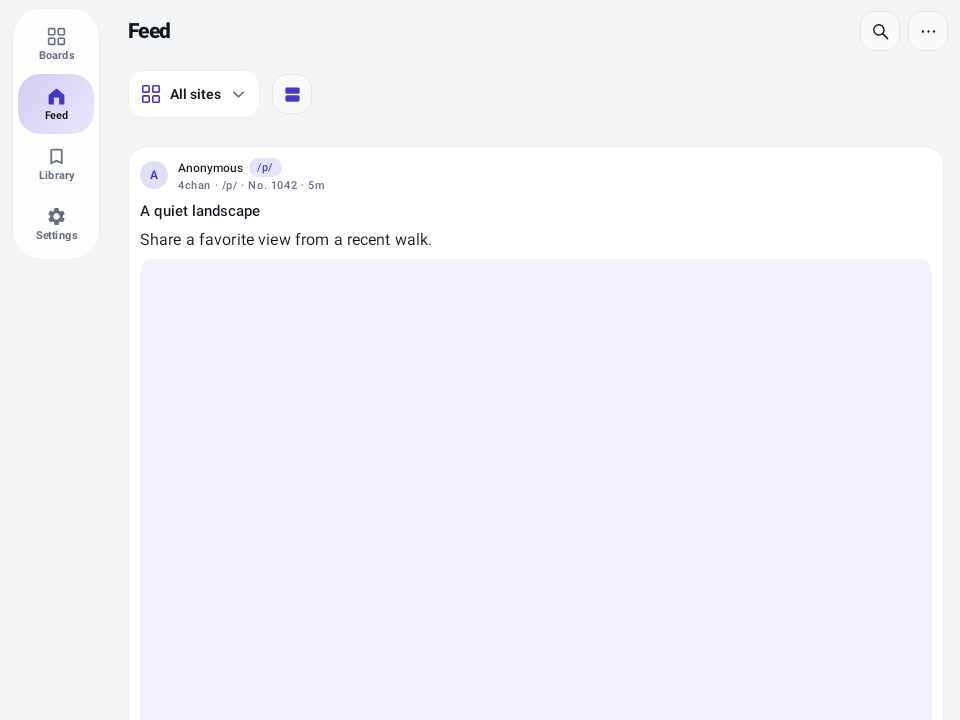 Boards
Feed
Library
Settings
Feed
All sites
A
Anonymous /p/
4chan · /p/ · No. 1042 · 5m
A quiet landscape
Share a favorite view from a recent walk.